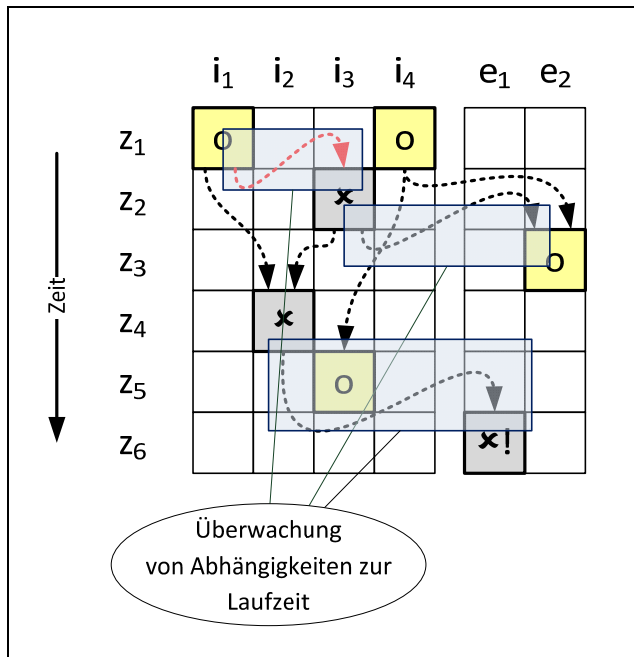 i1 i2 i3 i4 e1 e2
z1 o o
z2 ×
z3 o
z4 ×
z5 o
z6 ×!
Zeit
Überwachung
von Abhängigkeiten zur
Laufzeit